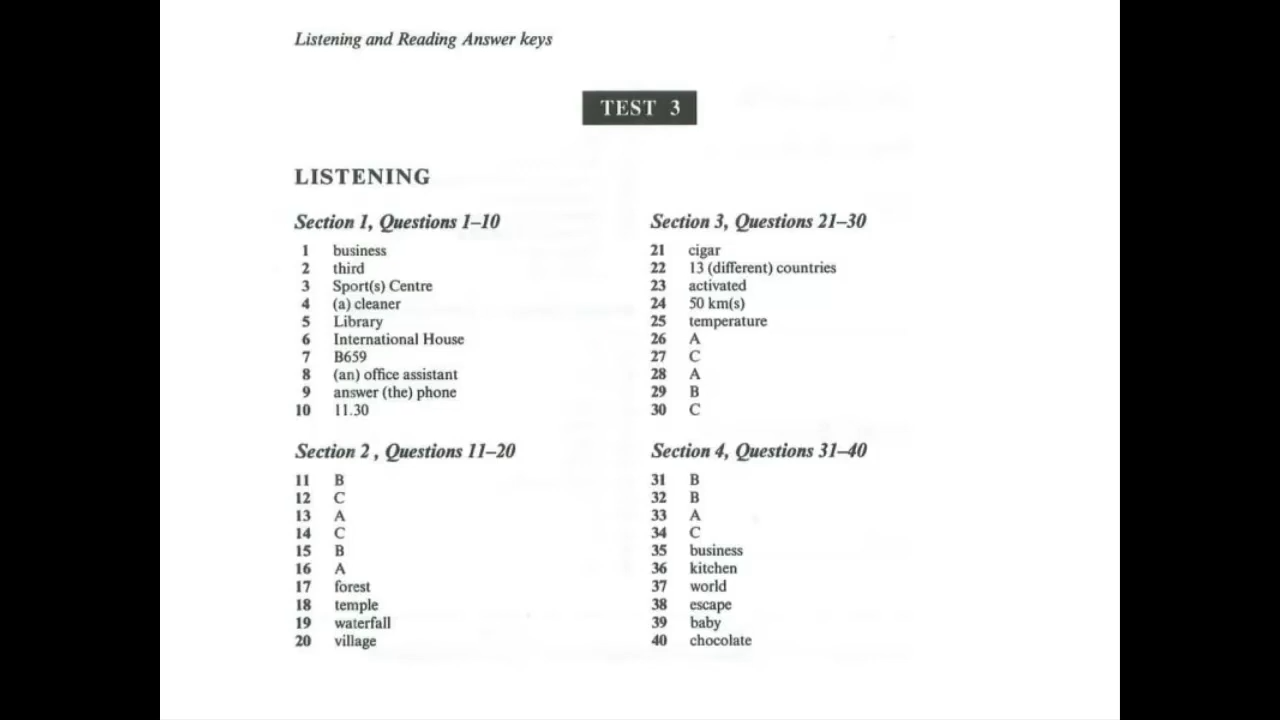 Listening and Reading Answer keys
TEST 3
LISTENING
Section 1, Questions 1–10
1 business
2 third
3 Sport(s) Centre
4 (a) cleaner
5 Library
6 International House
7 B659
8 (an) office assistant
9 answer (the) phone
10 11.30
Section 2 , Questions 11–20
11 B
12 C
13 A
14 C
15 B
16 A
17 forest
18 temple
19 waterfall
20 village
Section 3, Questions 21–30
21 cigar
22 13 (different) countries
23 activated
24 50 km(s)
25 temperature
26 A
27 C
28 A
29 B
30 C
Section 4, Questions 31–40
31 B
32 B
33 A
34 C
35 business
36 kitchen
37 world
38 escape
39 baby
40 chocolate